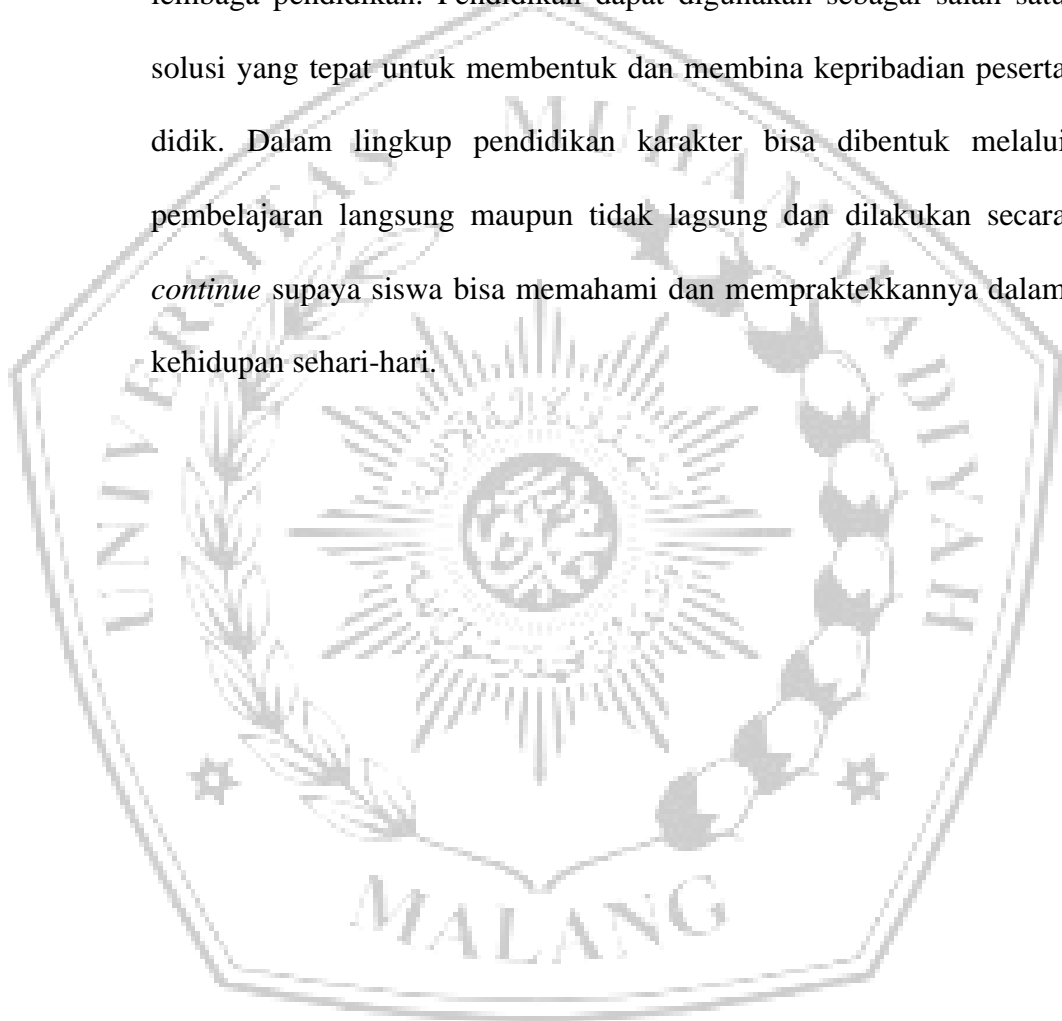 lembaga pendidikan. Pendidikan dapat digunakan sebagai salah satu
solusi yang tepat untuk membentuk dan membina kepribadian peserta
didik. Dalam lingkup pendidikan karakter bisa dibentuk melalui
pembelajaran langsung maupun tidak lagsung dan dilakukan secara
continue supaya siswa bisa memahami dan mempraktekkannya dalam
kehidupan sehari-hari.
UNIVERSITAS MUHAMMADIYAH
MALANG